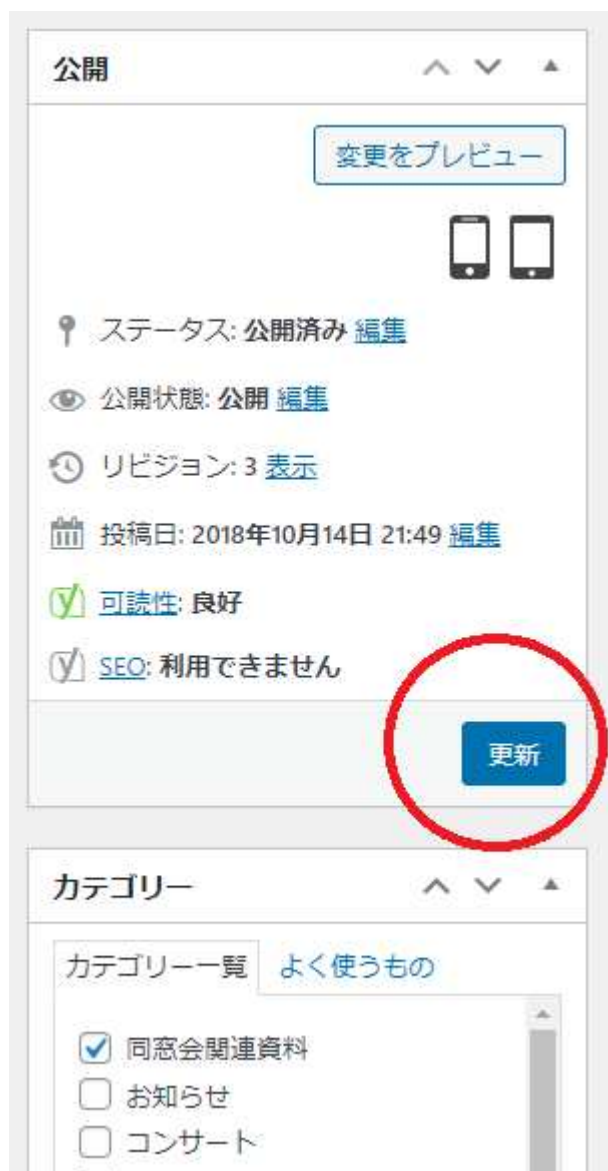 公開
変更をプレビュー
ステータス: 公開済み 編集
公開状態: 公開 編集
リビジョン: 3 表示
投稿日: 2018年10月14日 21:49 編集
可読性: 良好
SEO: 利用できません
更新
カテゴリー
カテゴリー一覧 よく使うもの
同窓会関連資料
お知らせ
コンサート